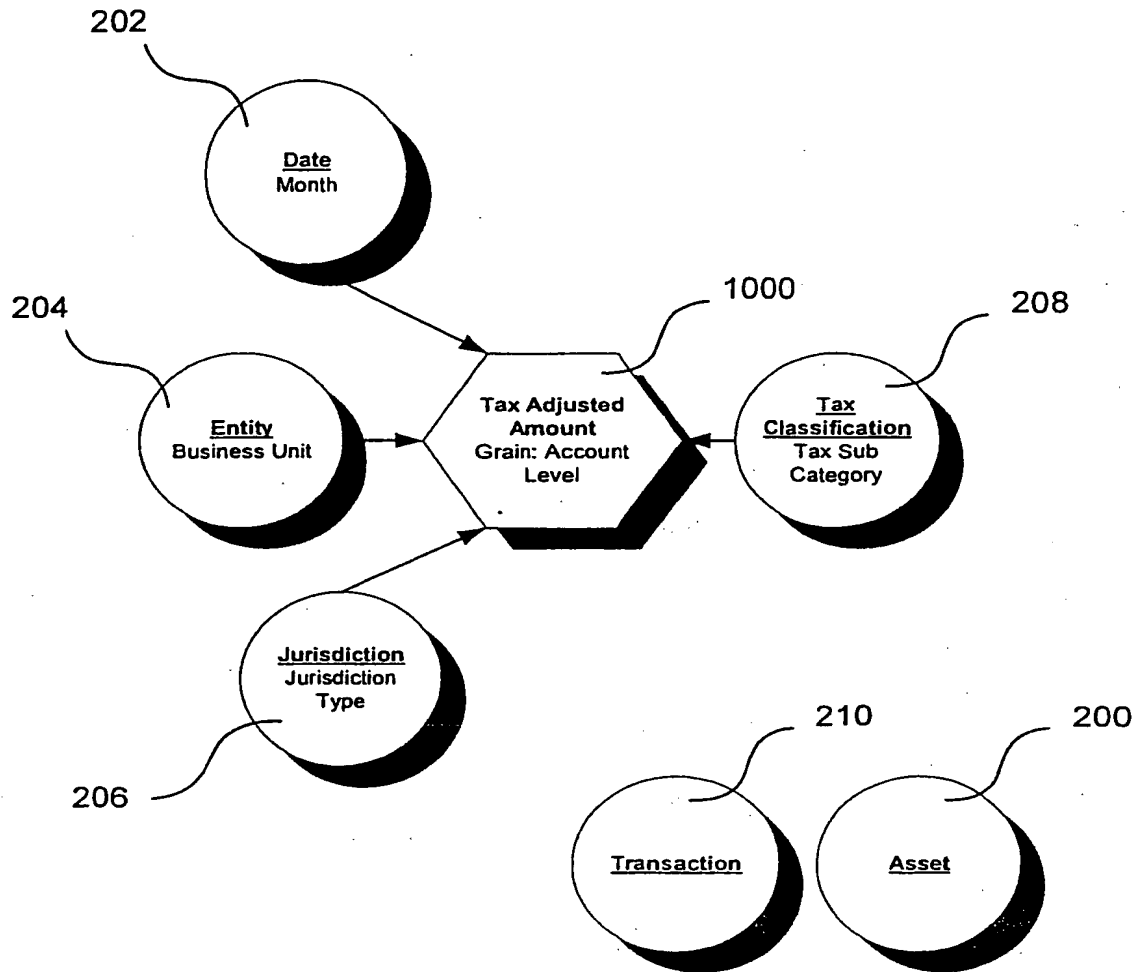 202
Date
Month
1000
208
204
Entity
Business Unit
Tax Adjusted
Amount
Grain: Account
Level
Tax
Classification
Tax Sub
Category
Jurisdiction
Jurisdiction
Type
206
210
200
Transaction
Asset